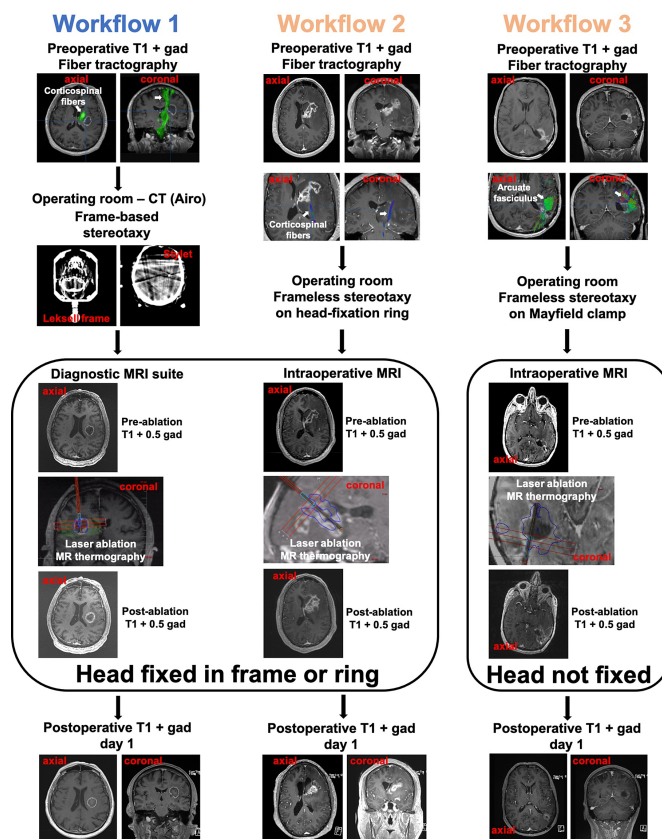 Workflow 1
Preoperative T1 + gad
Fiber tractography
axial
Corticospinal
fibers
coronal
Operating room – CT (Airo)
Frame-based
stereotaxy
Leksell frame
Stylet
Diagnostic MRI suite
axial
Pre-ablation
T1 + 0.5 gad
coronal
Laser ablation
MR thermography
axial
Post-ablation
T1 + 0.5 gad
Workflow 2
Preoperative T1 + gad
Fiber tractography
axial
coronal
axial
Corticospinal
fibers
coronal
Operating room
Frameless stereotaxy
on head-fixation ring
Intraoperative MRI
axial
Pre-ablation
T1 + 0.5 gad
coronal
Laser ablation
MR thermography
axial
Post-ablation
T1 + 0.5 gad
Head fixed in frame or ring
Postoperative T1 + gad
day 1
axial
coronal
Postoperative T1 + gad
day 1
axial
coronal
Workflow 3
Preoperative T1 + gad
Fiber tractography
axial
coronal
axial
Arcuate
fasciculus
coronal
Operating room
Frameless stereotaxy
on Mayfield clamp
Intraoperative MRI
axial
Pre-ablation
T1 + 0.5 gad
Laser ablation
MR thermography
coronal
axial
Post-ablation
T1 + 0.5 gad
Head not fixed
Postoperative T1 + gad
day 1
axial
coronal